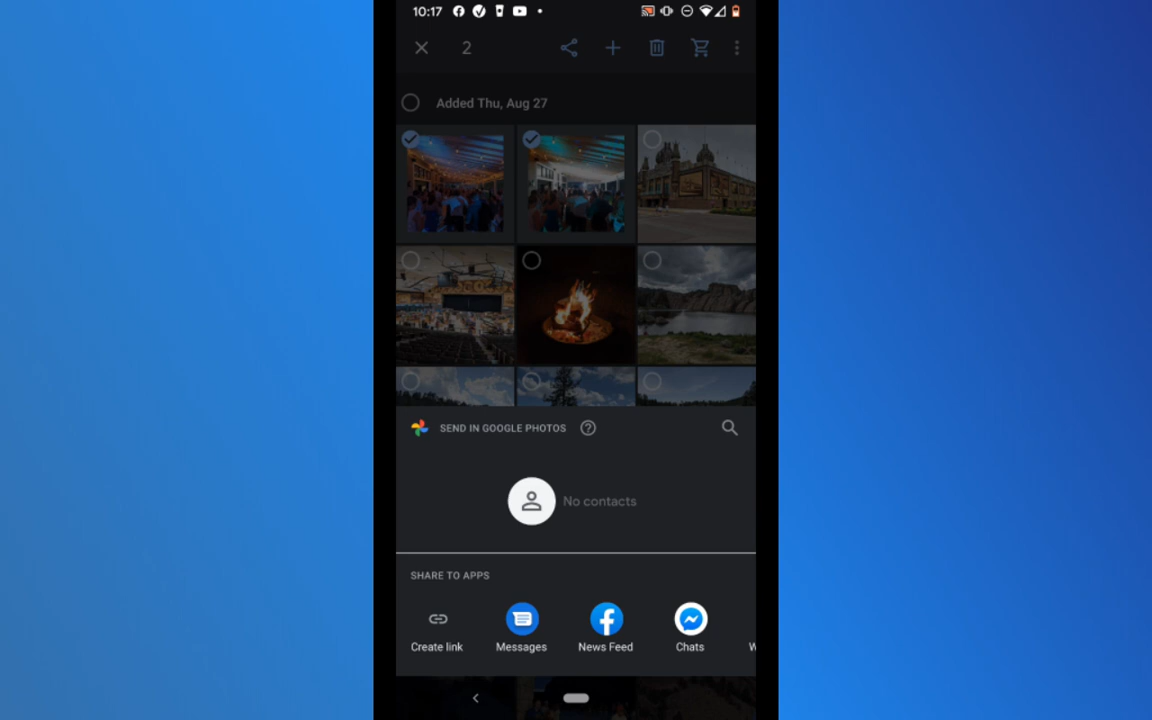 10:17
2
Added Thu, Aug 27
SEND IN GOOGLE PHOTOS
No contacts
SHARE TO APPS
Create link
Messages
News Feed
Chats
W